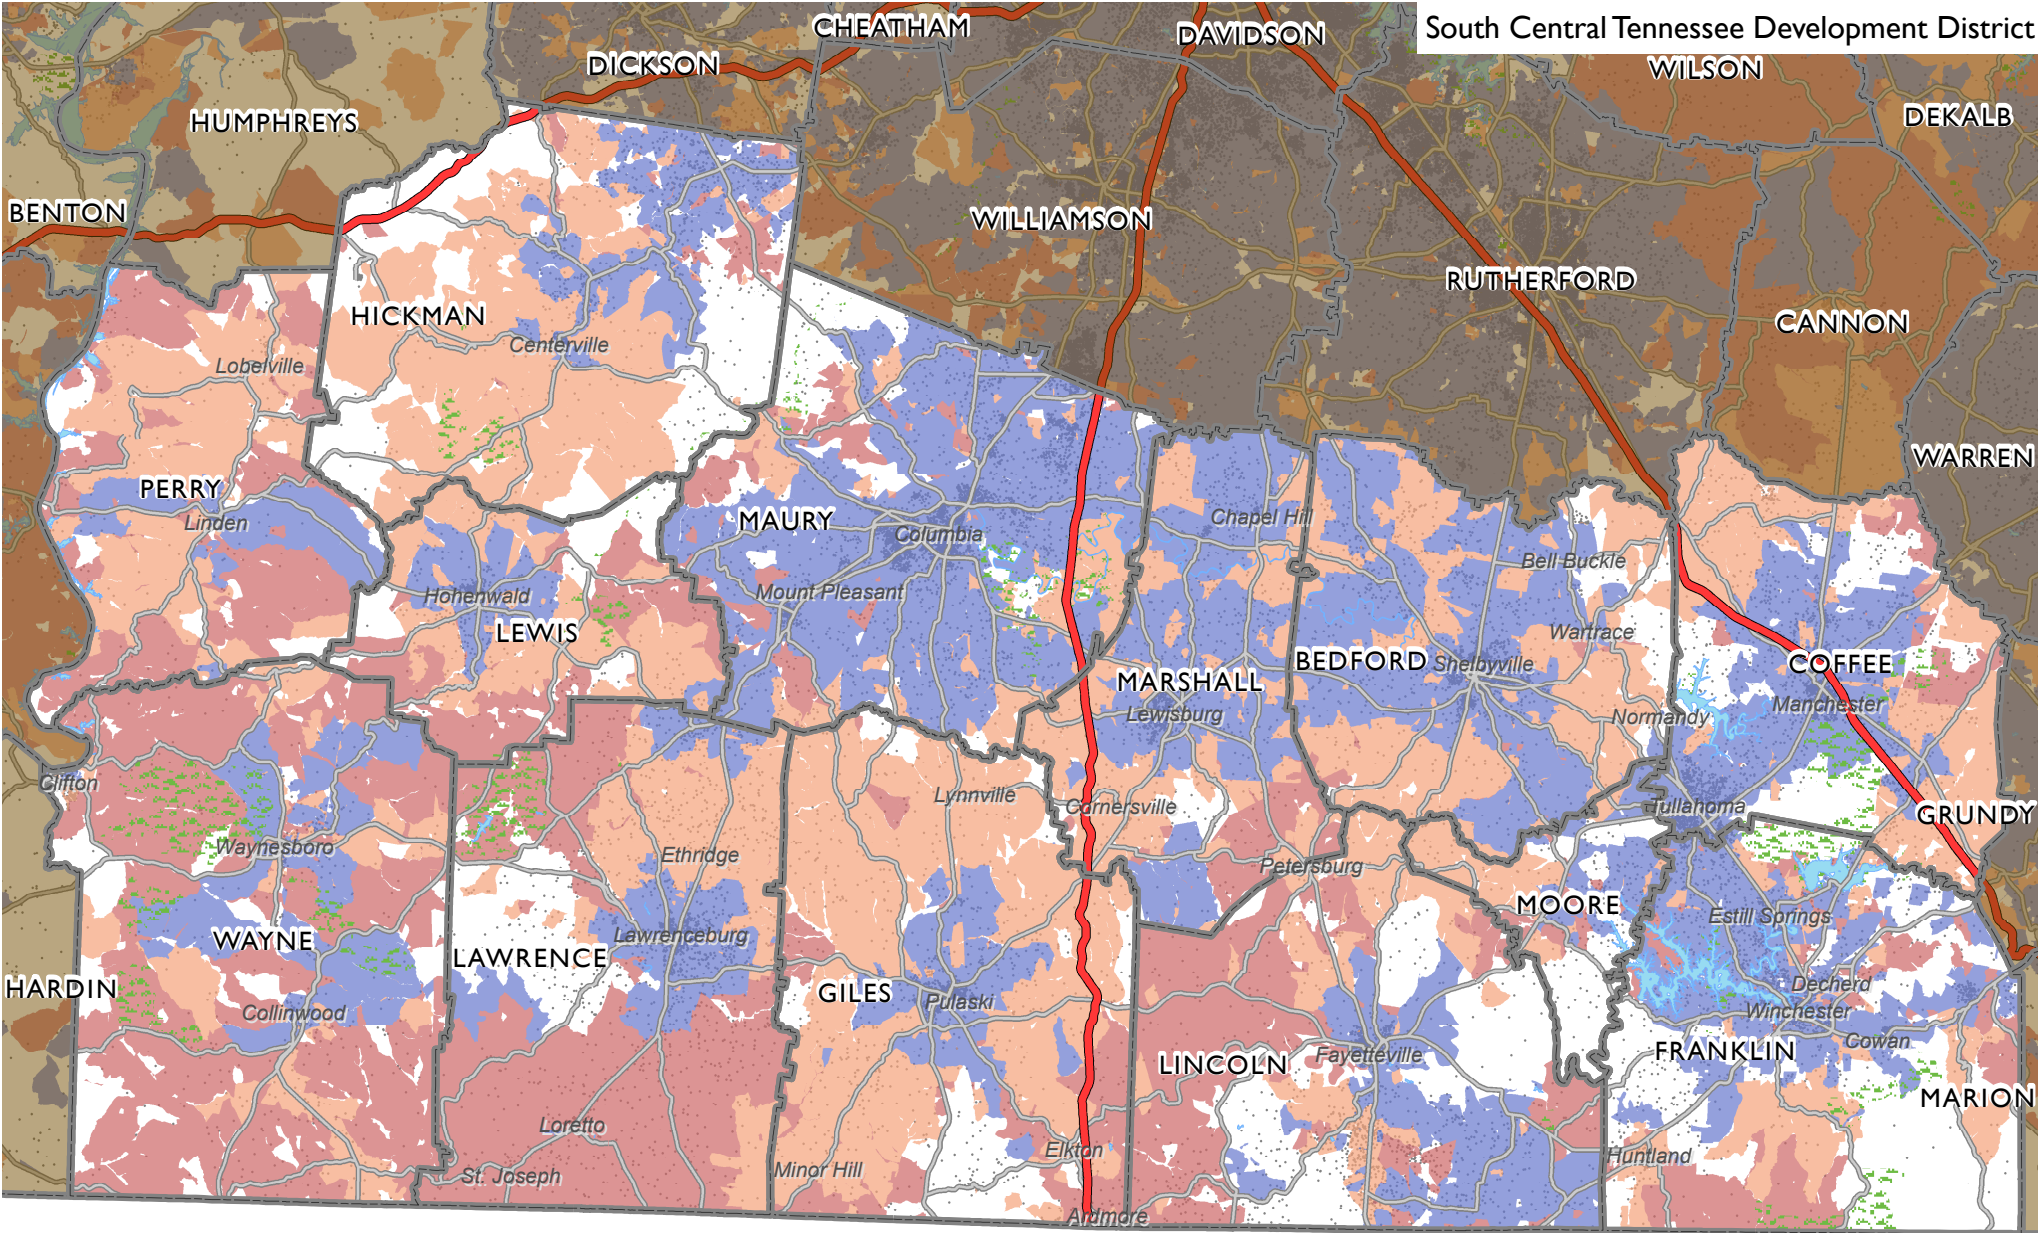 South Central Tennessee Development District
CHEATHAM
DAVIDSON
DICKSON
WILSON
DEKALB
HUMPHREYS
BENTON
WILLIAMSON
RUTHERFORD
CANNON
HICKMAN
Centerville
Lobelville
WARREN
PERRY
Linden
MAURY
Columbia
Chapel Hill
Bell Buckle
Hohenwald
Mount Pleasant
LEWIS
Wartrace
BEDFORD
Shelbyville
COFFEE
MARSHALL
Lewisburg
Manchester
Normandy
Clifton
Lynnville
Cornersville
Tullahoma
GRUNDY
Waynesboro
Ethridge
Petersburg
MOORE
Estill Springs
WAYNE
Lawrenceburg
LAWRENCE
HARDIN
GILES
Pulaski
Decherd
Collinwood
Winchester
Cowan
FRANKLIN
LINCOLN
Fayetteville
MARION
Loretto
Elkton
Huntland
St. Joseph
Minor Hill
Ardmore